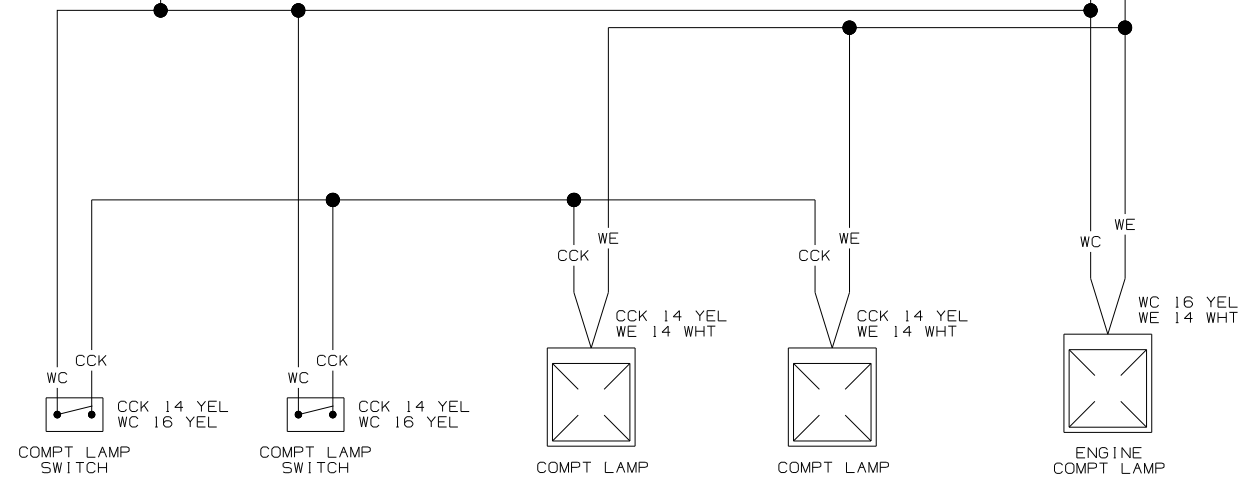 WC
CCK
CCK 14 YEL
WC 16 YEL
COMPT LAMP
SWITCH
WC
CCK
CCK 14 YEL
WC 16 YEL
COMPT LAMP
SWITCH
CCK
WE
CCK 14 YEL
WE 14 WHT
COMPT LAMP
CCK
WE
CCK 14 YEL
WE 14 WHT
COMPT LAMP
WC
WE
WC 16 YEL
WE 14 WHT
ENGINE
COMPT LAMP